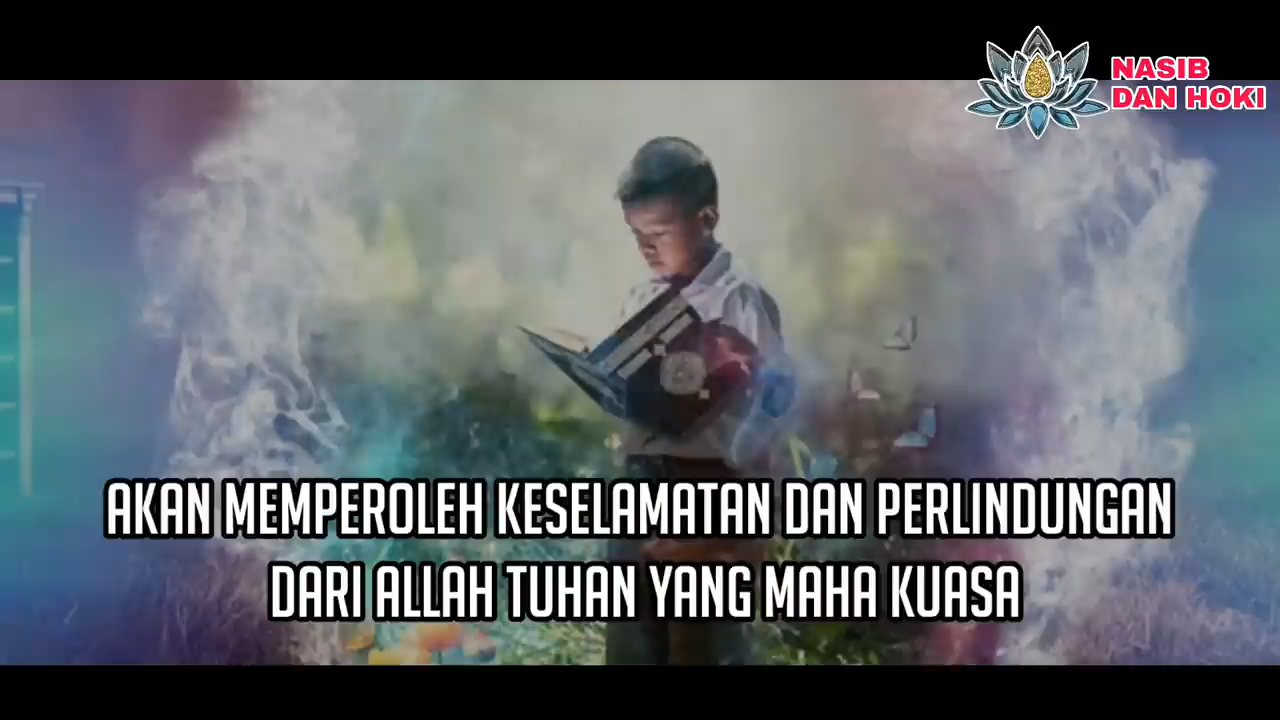 NASIB
DAN HOKI
AKAN MEMPEROLEH KESELAMATAN DAN PERLINDUNGAN
DARI ALLAH TUHAN YANG MAHA KUASA